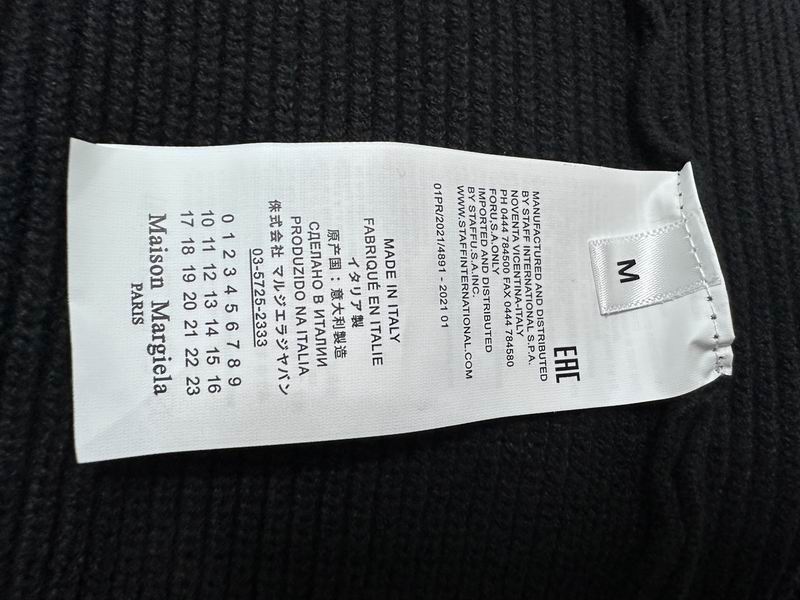 M
EAC
MANUFACTURED AND DISTRIBUTED
BY STAFF INTERNATIONAL S.P.A.
NOVENTA VICENTINA-ITALY
PH 0444 784500 FAX 0444 784580
FORU,S,A,ONLY
IMPORTED AND DISTRIBUTED
BY STAFFU,S,A,INC.
WWW.STAFFINTERNATIONAL.COM
01PR/2021/4891 - 2021 01
MADE IN ITALY
FABRIQUÉ EN ITALIE
イタリア製
原产国：意大利製造
СДЕЛАНО В ИТАЛИИ
PRODUZIDO NA ITALIA
侏式会社 マルジエラジャパン
03-5725-2333
0 1 2 3 4 5 6 7 8 9
10 11 12 13 14 15 16
17 18 19 20 21 22 23
Maison Margiela
PARIS